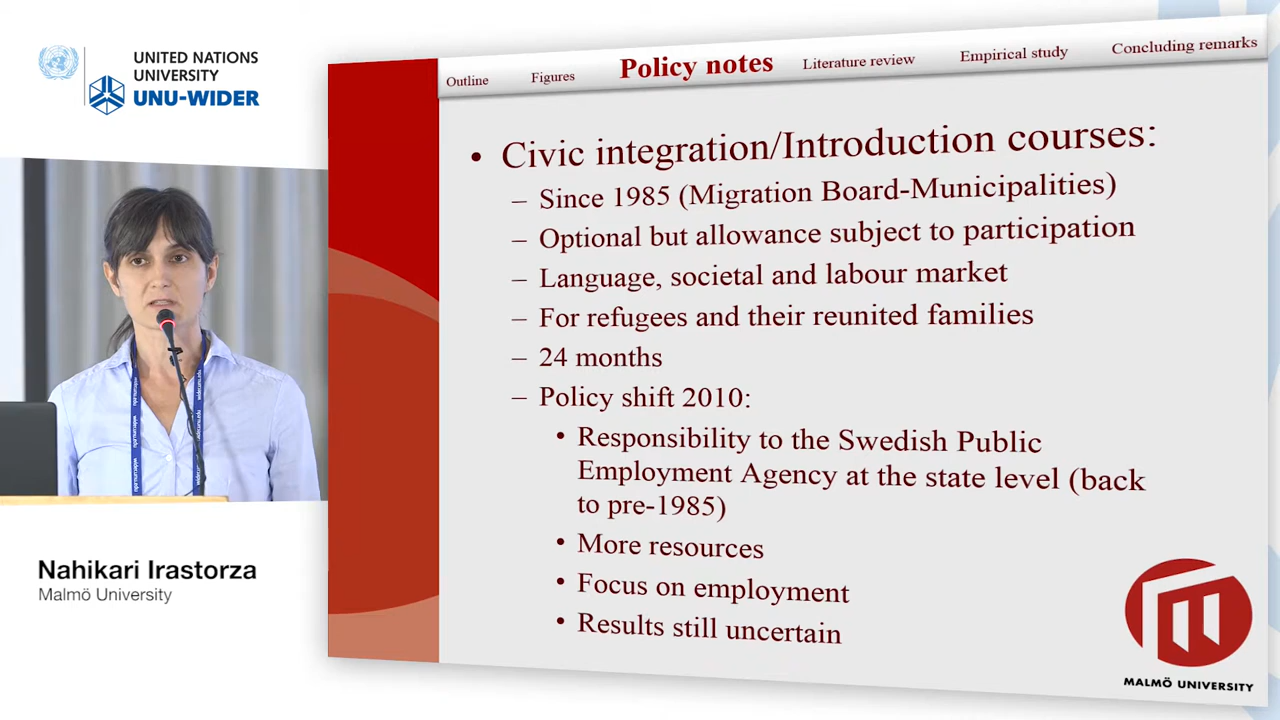 UNITED NATIONS
UNIVERSITY
UNU-WIDER
Outline Figures Policy notes Literature review Empirical study Concluding remarks
• Civic integration/Introduction courses:
– Since 1985 (Migration Board-Municipalities)
– Optional but allowance subject to participation
– Language, societal and labour market
– For refugees and their reunited families
– 24 months
– Policy shift 2010:
• Responsibility to the Swedish Public
Employment Agency at the state level (back
to pre-1985)
• More resources
• Focus on employment
• Results still uncertain
Nahikari Irastorza
Malmö University
MALMÖ UNIVERSITY